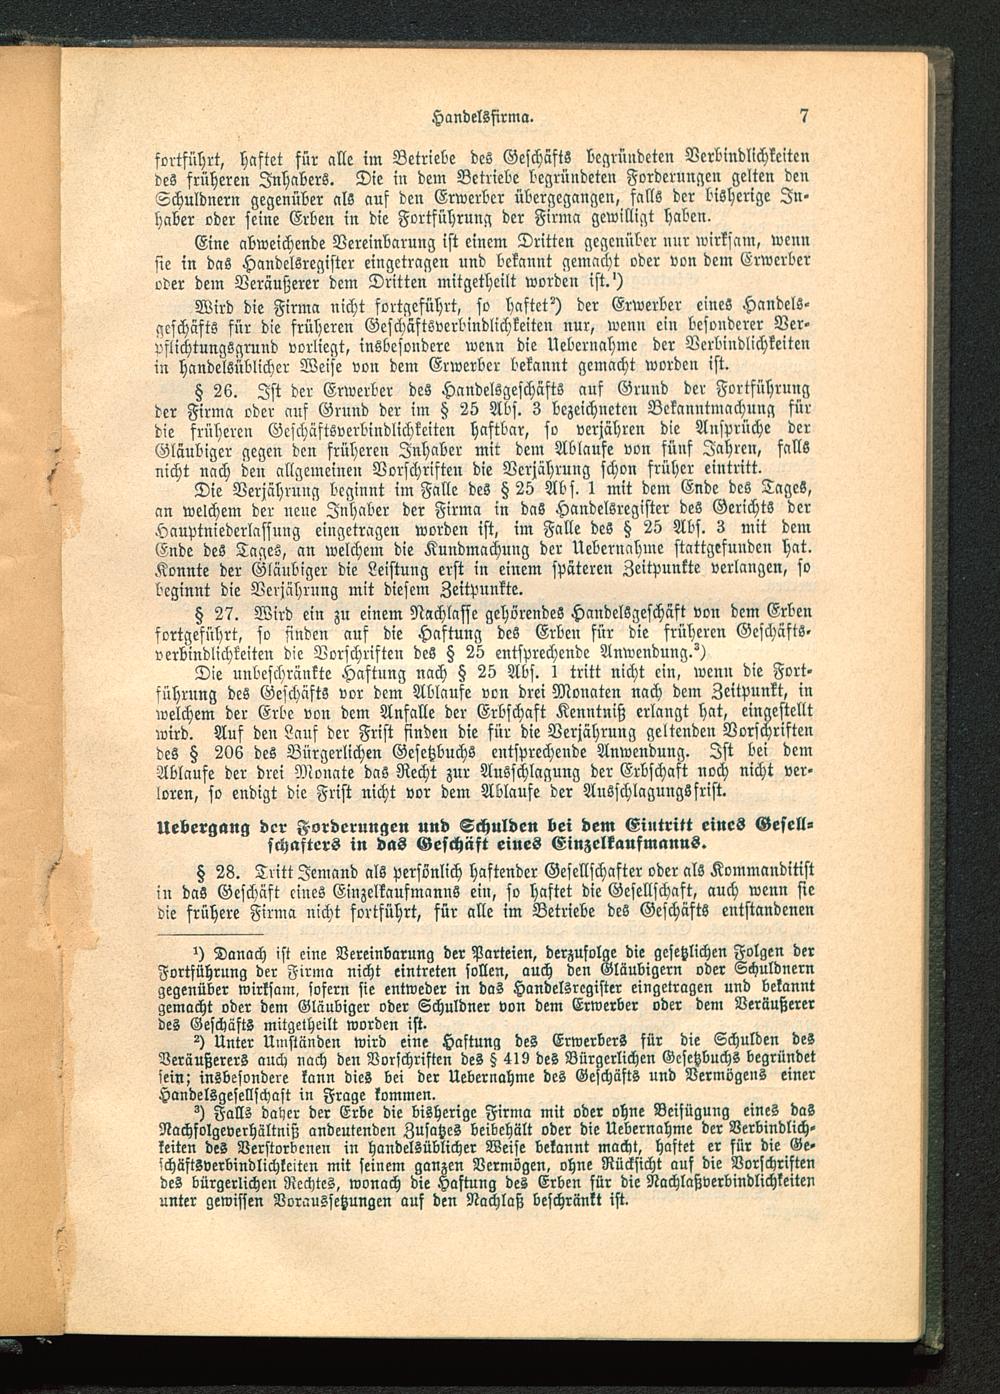 Handelsfirma. 7
fortführt, haftet für alle im Betriebe des Geschäfts begründeten Verbindlichkeiten
des früheren Inhabers. Die in dem Betriebe begründeten Forderungen gelten den
Schuldnern gegenüber als auf den Erwerber übergegangen, falls der bisherige In-
haber oder seine Erben in die Fortführung der Firma gewilligt haben.
Eine abweichende Vereinbarung ist einem Dritten gegenüber nur wirksam, wenn
sie in das Handelsregister eingetragen und bekannt gemacht oder von dem Erwerber
oder dem Veräußerer dem Dritten mitgetheilt worden ist.¹)
Wird die Firma nicht fortgeführt, so haftet²) der Erwerber eines Handels-
geschäfts für die früheren Geschäftsverbindlichkeiten nur, wenn ein besonderer Ver-
pflichtungsgrund vorliegt, insbesondere wenn die Uebernahme der Verbindlichkeiten
in handelsüblicher Weise von dem Erwerber bekannt gemacht worden ist.
§ 26. Ist der Erwerber des Handelsgeschäfts auf Grund der Fortführung
der Firma oder auf Grund der im § 25 Abs. 3 bezeichneten Bekanntmachung für
die früheren Geschäftsverbindlichkeiten haftbar, so verjähren die Ansprüche der
Gläubiger gegen den früheren Inhaber mit dem Ablaufe von fünf Jahren, falls
nicht nach den allgemeinen Vorschriften die Verjährung schon früher eintritt.
Die Verjährung beginnt im Falle des § 25 Abs. 1 mit dem Ende des Tages,
an welchem der neue Inhaber der Firma in das Handelsregister des Gerichts der
Hauptniederlassung eingetragen worden ist, im Falle des § 25 Abs. 3 mit dem
Ende des Tages, an welchem die Kundmachung der Uebernahme stattgefunden hat.
Konnte der Gläubiger die Leistung erst in einem späteren Zeitpunkte verlangen, so
beginnt die Verjährung mit diesem Zeitpunkte.
§ 27. Wird ein zu einem Nachlasse gehörendes Handelsgeschäft von dem Erben
fortgeführt, so finden auf die Haftung des Erben für die früheren Geschäfts-
verbindlichkeiten die Vorschriften des § 25 entsprechende Anwendung.³)
Die unbeschränkte Haftung nach § 25 Abs. 1 tritt nicht ein, wenn die Fort-
führung des Geschäfts vor dem Ablaufe von drei Monaten nach dem Zeitpunkt, in
welchem der Erbe von dem Anfalle der Erbschaft Kenntniß erlangt hat, eingestellt
wird. Auf den Lauf der Frist finden die für die Verjährung geltenden Vorschriften
des § 206 des Bürgerlichen Gesetzbuchs entsprechende Anwendung. Ist bei dem
Ablaufe der drei Monate das Recht zur Ausschlagung der Erbschaft noch nicht ver-
loren, so endigt die Frist nicht vor dem Ablaufe der Ausschlagungsfrist.
Uebergang der Forderungen und Schulden bei dem Eintritt eines Gesell-
schafters in das Geschäft eines Einzelkaufmanns.
§ 28. Tritt Jemand als persönlich haftender Gesellschafter oder als Kommanditist
in das Geschäft eines Einzelkaufmanns ein, so haftet die Gesellschaft, auch wenn sie
die frühere Firma nicht fortführt, für alle im Betriebe des Geschäfts entstandenen
¹) Danach ist eine Vereinbarung der Parteien, derzufolge die gesetzlichen Folgen der
Fortführung der Firma nicht eintreten sollen, auch den Gläubigern oder Schuldnern
gegenüber wirksam, sofern sie entweder in das Handelsregister eingetragen und bekannt
gemacht oder dem Gläubiger oder Schuldner von dem Erwerber oder dem Veräußerer
des Geschäfts mitgetheilt worden ist.
²) Unter Umständen wird eine Haftung des Erwerbers für die Schulden des
Veräußerers auch nach den Vorschriften des § 419 des Bürgerlichen Gesetzbuchs begründet
sein; insbesondere kann dies bei der Uebernahme des Geschäfts und Vermögens einer
Handelsgesellschaft in Frage kommen.
³) Falls daher der Erbe die bisherige Firma mit oder ohne Beifügung eines das
Nachfolgeverhältniß andeutenden Zusatzes beibehält oder die Uebernahme der Verbindlich-
keiten des Verstorbenen in handelsüblicher Weise bekannt macht, haftet er für die Ge-
schäftsverbindlichkeiten mit seinem ganzen Vermögen, ohne Rücksicht auf die Vorschriften
des bürgerlichen Rechtes, wonach die Haftung des Erben für die Nachlaßverbindlichkeiten
unter gewissen Voraussetzungen auf den Nachlaß beschränkt ist.